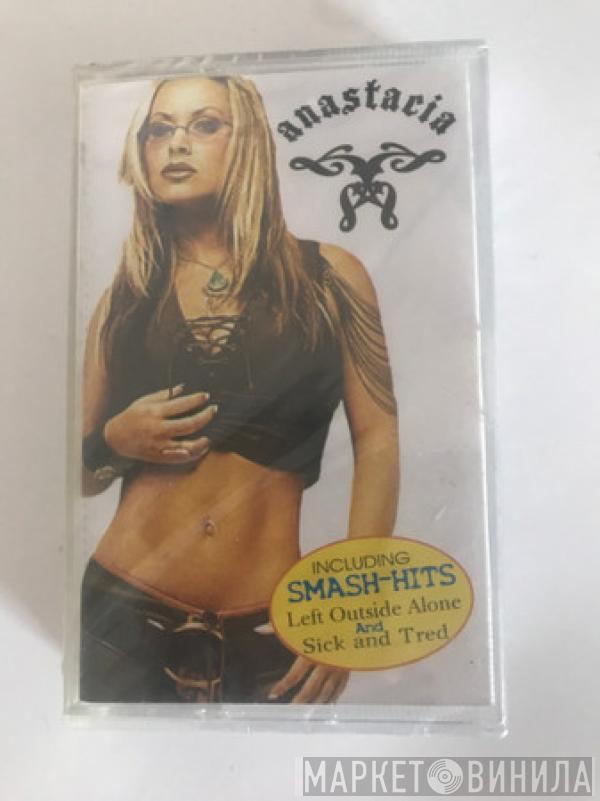 anastacia
INCLUDING
SMASH-HITS
Left Outside Alone
And
Sick and Tred
МАРКЕТ ВИНИЛА